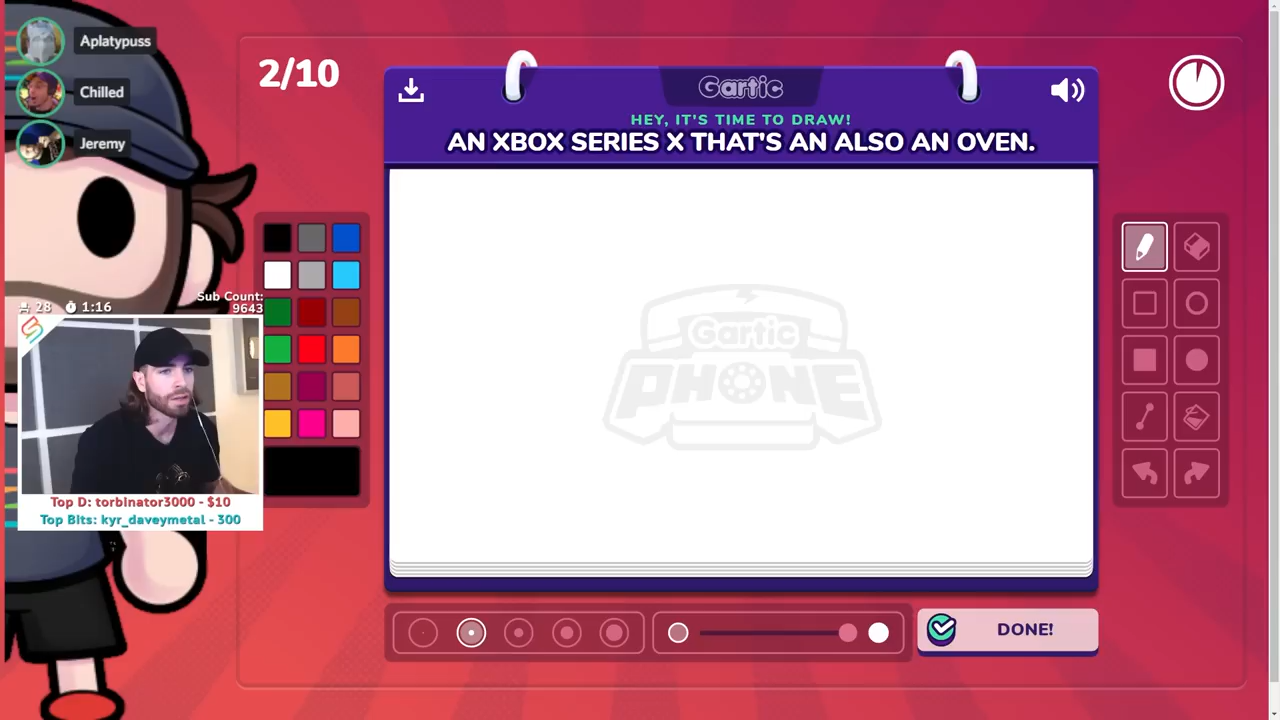 Aplatypuss
Chilled
Jeremy
2/10
Gartic
HEY, IT'S TIME TO DRAW!
AN XBOX SERIES X THAT'S AN ALSO AN OVEN.
Gartic
PHONE
28 1:16
Sub Count:
9643
Top D: torbinator3000 - $10
Top Bits: kyr_daveymetal - 300
DONE!